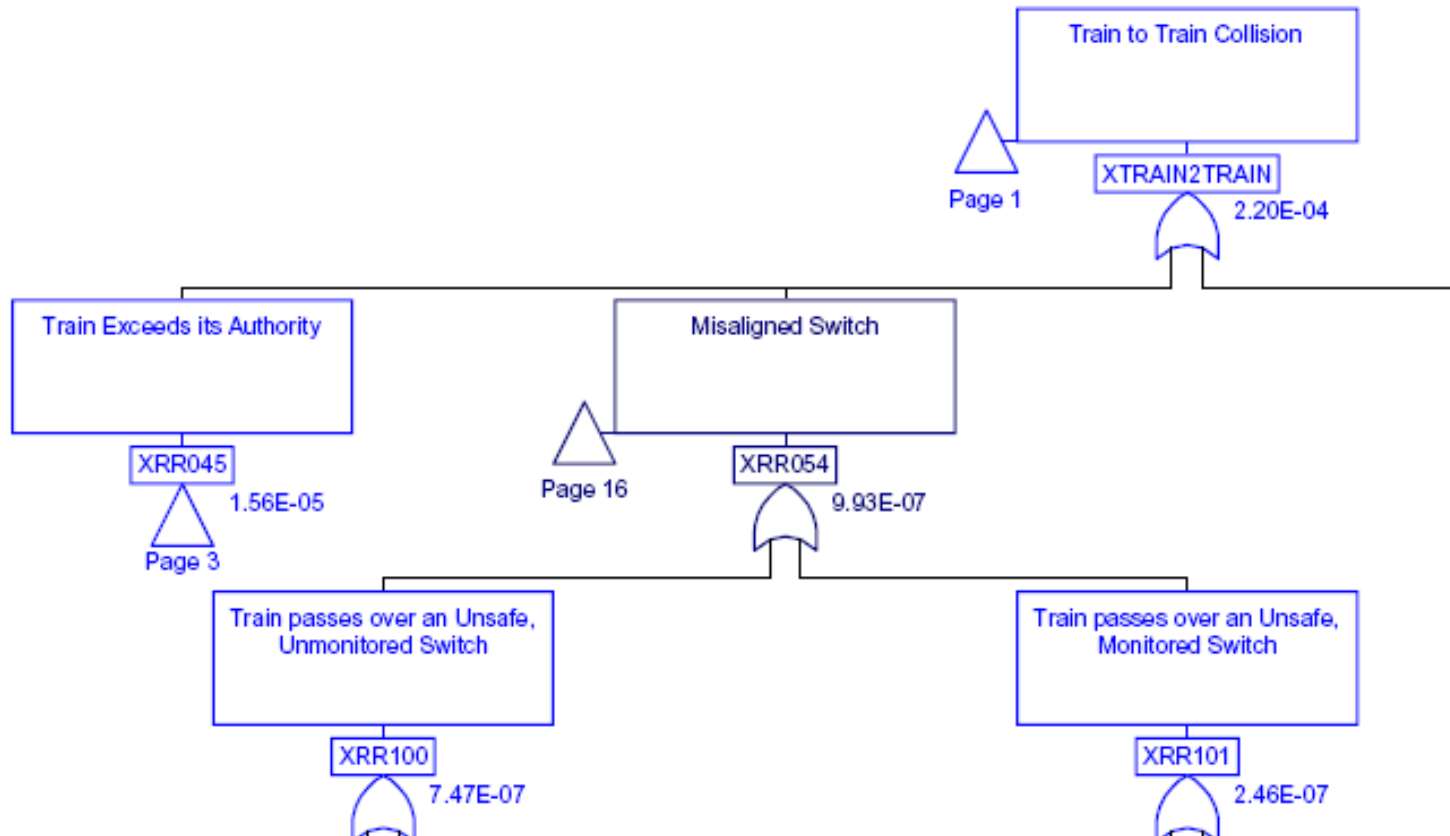 Train to Train Collision
Page 1
XTRAIN2TRAIN
2.20E-04
Train Exceeds its Authority
XRR045
1.56E-05
Page 3
Misaligned Switch
Page 16
XRR054
9.93E-07
Train passes over an Unsafe,
Unmonitored Switch
XRR100
7.47E-07
Train passes over an Unsafe,
Monitored Switch
XRR101
2.46E-07